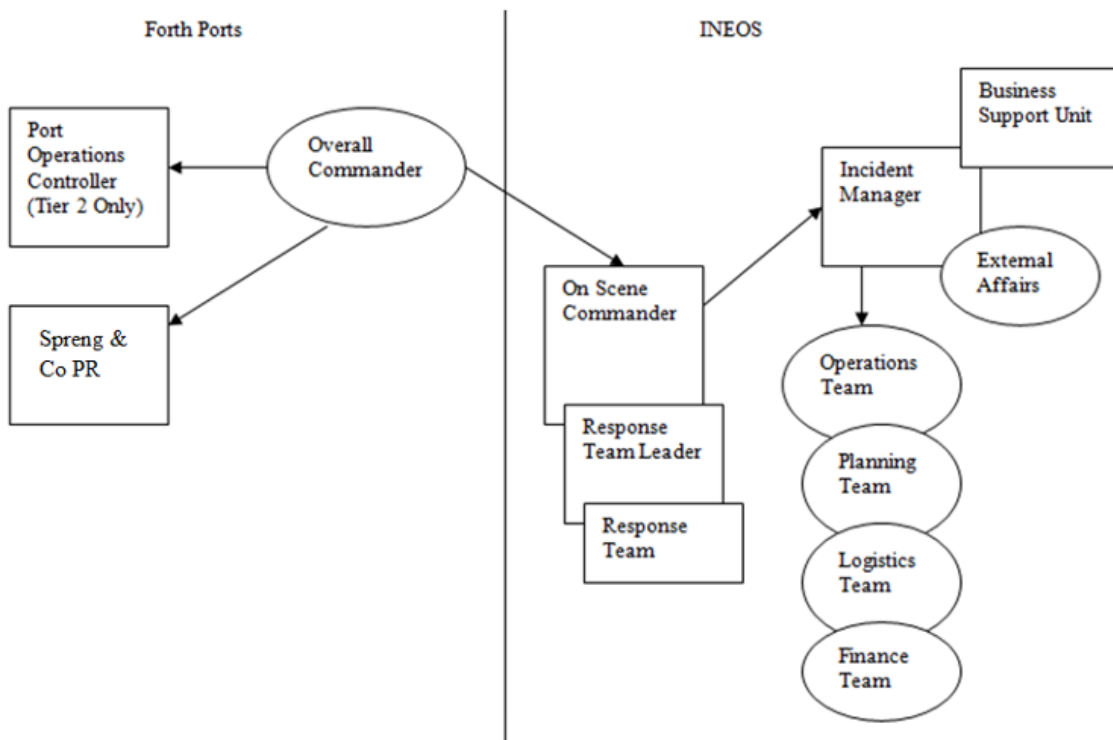 Forth Ports
INEOS
Port
Operations
Controller
(Tier 2 Only)
Overall
Commander
Spreng &
Co PR
Business
Support Unit
Incident
Manager
External
Affairs
On Scene
Commander
Response
Team Leader
Response
Team
Operations
Team
Planning
Team
Logistics
Team
Finance
Team